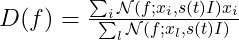 $D(f) = \frac{\sum_i \mathcal{N}(f; x_i, s(t)I) x_i}{\sum_l \mathcal{N}(f; x_l, s(t)I)}$